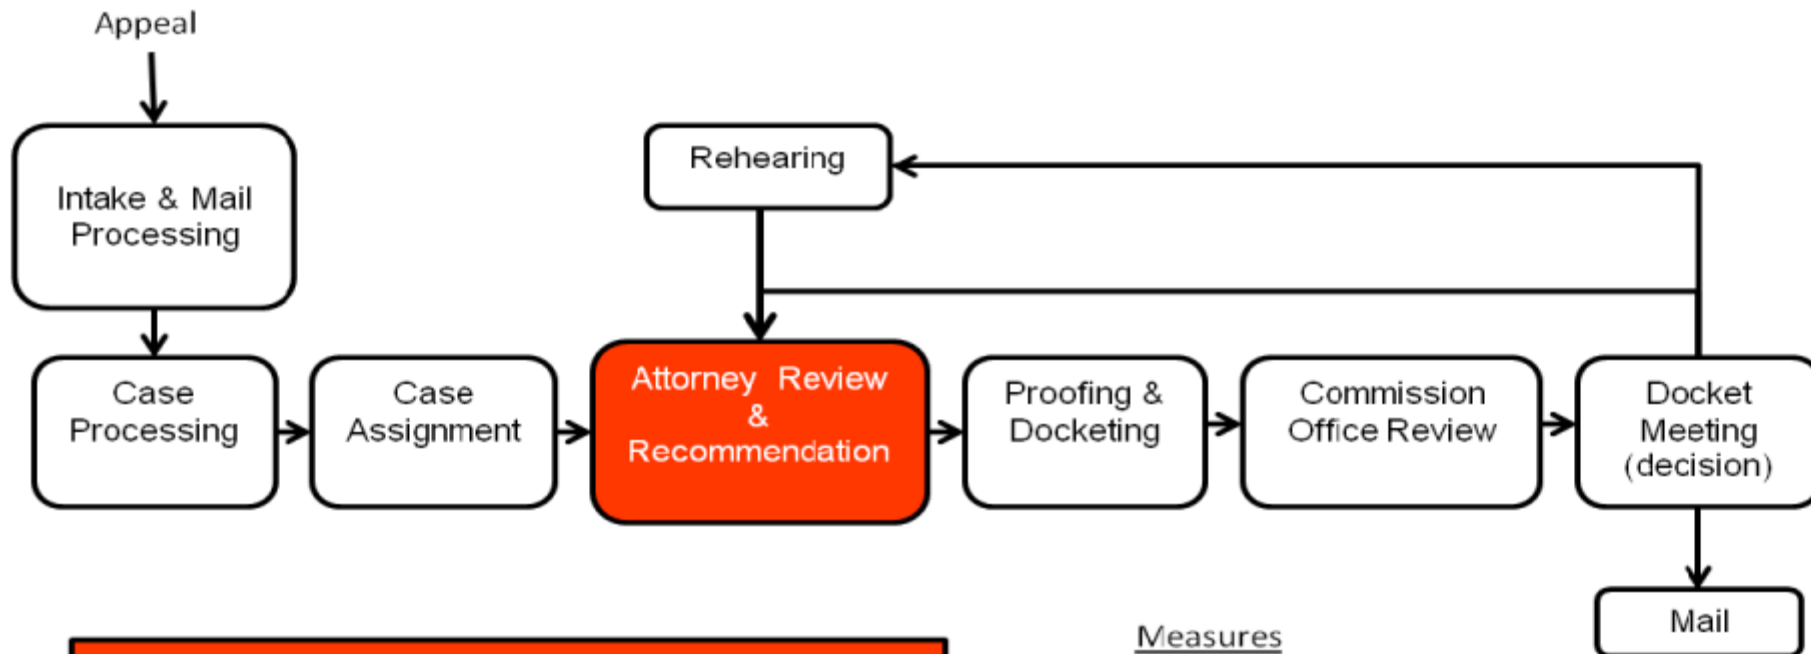 Appeal
Intake & Mail
Processing
Rehearing
Case
Processing
Case
Assignment
Attorney Review
&
Recommendation
Proofing &
Docketing
Commission
Office Review
Docket
Meeting
(decision)
Mail
Measures